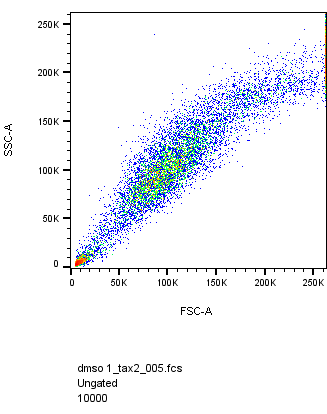 250K
200K
150K
100K
50K
0
SSC-A
0 50K 100K 150K 200K 250K
FSC-A
dmso 1_tax2_005.fcs
Ungated
10000